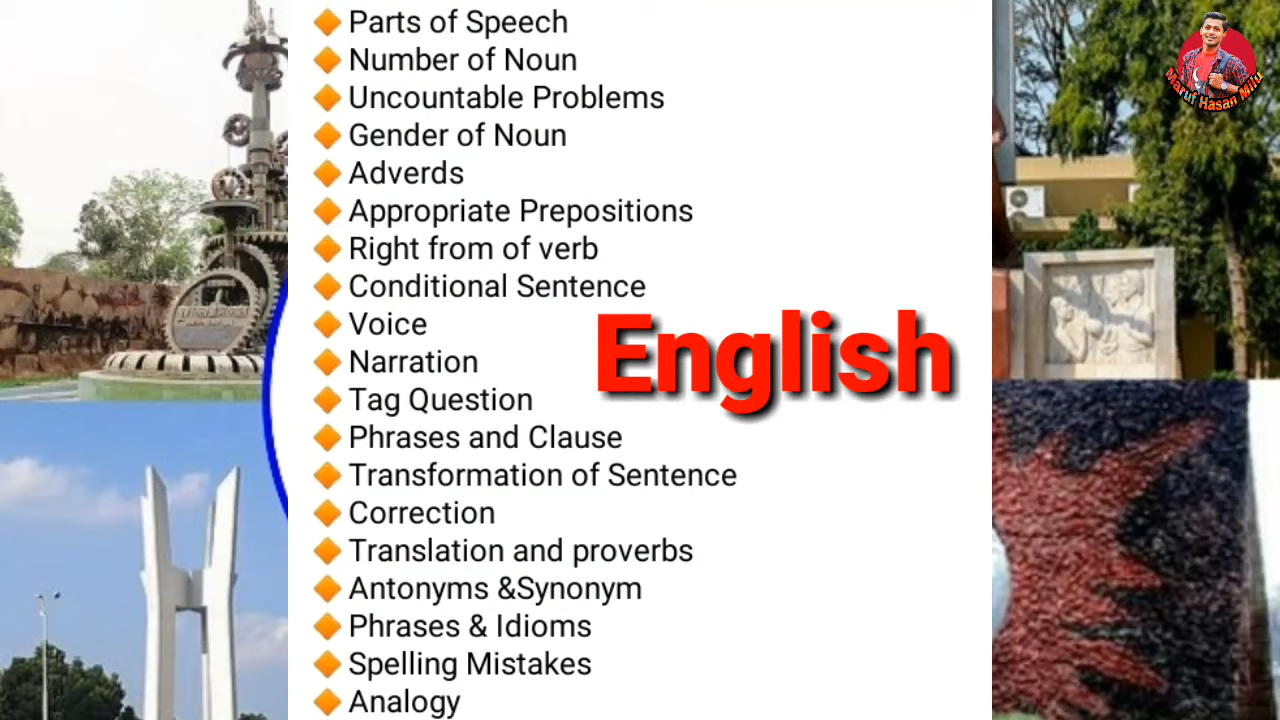 Parts of Speech
Number of Noun
Uncountable Problems
Gender of Noun
Adverds
Appropriate Prepositions
Right from of verb
Conditional Sentence
Voice
Narration
Tag Question
Phrases and Clause
Transformation of Sentence
Correction
Translation and proverbs
Antonyms &Synonym
Phrases & Idioms
Spelling Mistakes
Analogy
English
Maruf Hasan Milu